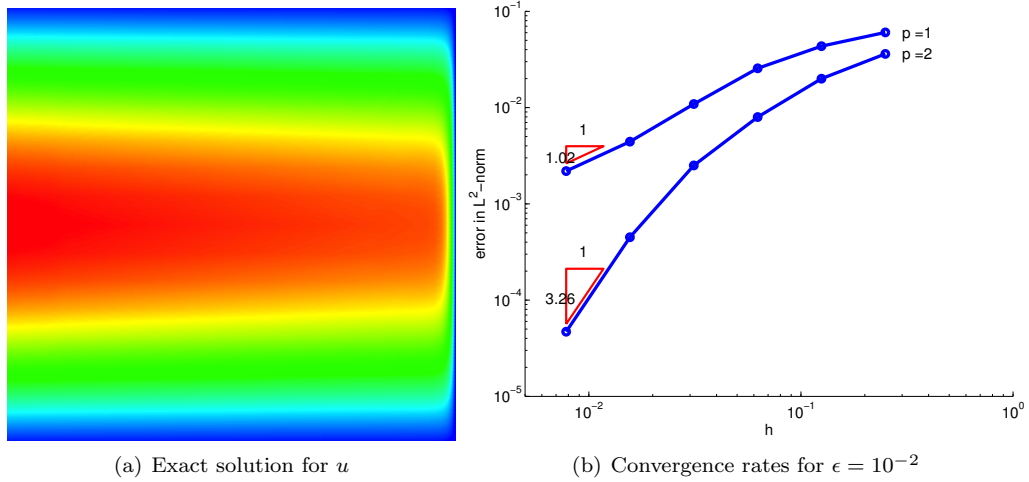 10^{-1}
10^{-2}
10^{-3}
10^{-4}
10^{-5}
error in L^2−norm
p =1
p =2
1
1.02
1
3.26
10^{-2}
10^{-1}
10^0
h
(a) Exact solution for u
(b) Convergence rates for ϵ = 10^{−2}